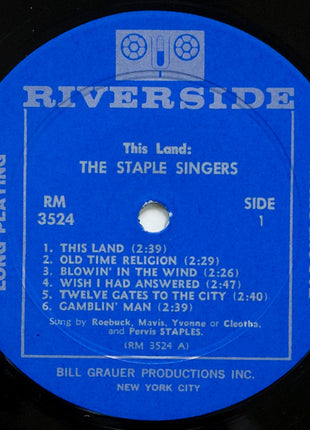 RIVERSIDE
LONG PLAYING
This Land:
THE STAPLE SINGERS
RM
3524
SIDE
1
1. THIS LAND (2:39)
2. OLD TIME RELIGION (2:29)
3. BLOWIN' IN THE WIND (2:26)
4. WISH I HAD ANSWERED (2:47)
5. TWELVE GATES TO THE CITY (2:40)
6. GAMBLIN' MAN (2:39)
Sung by Roebuck, Mavis, Yvonne or Cleotha,
and Pervis STAPLES.
(RM 3524 A)
BILL GRAUER PRODUCTIONS INC.
NEW YORK CITY